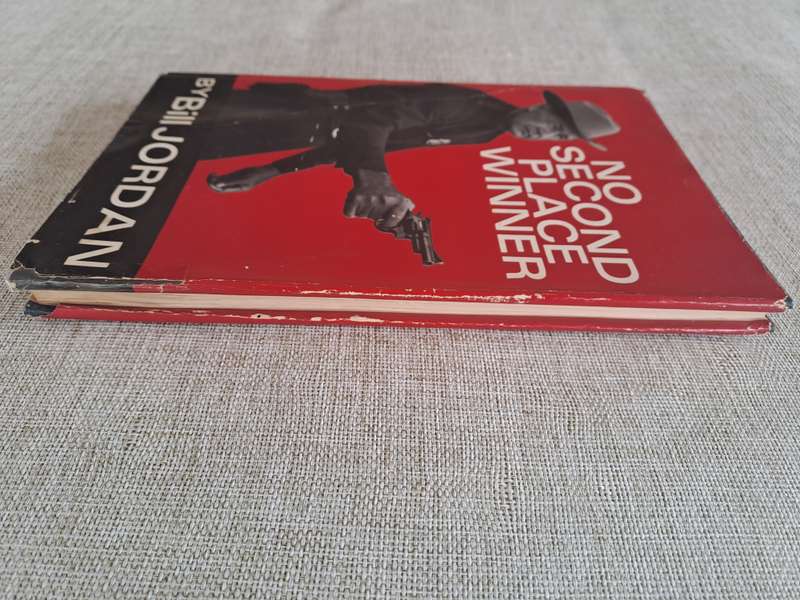 NO
SECOND
PLACE
WINNER
BY Bill JORDAN